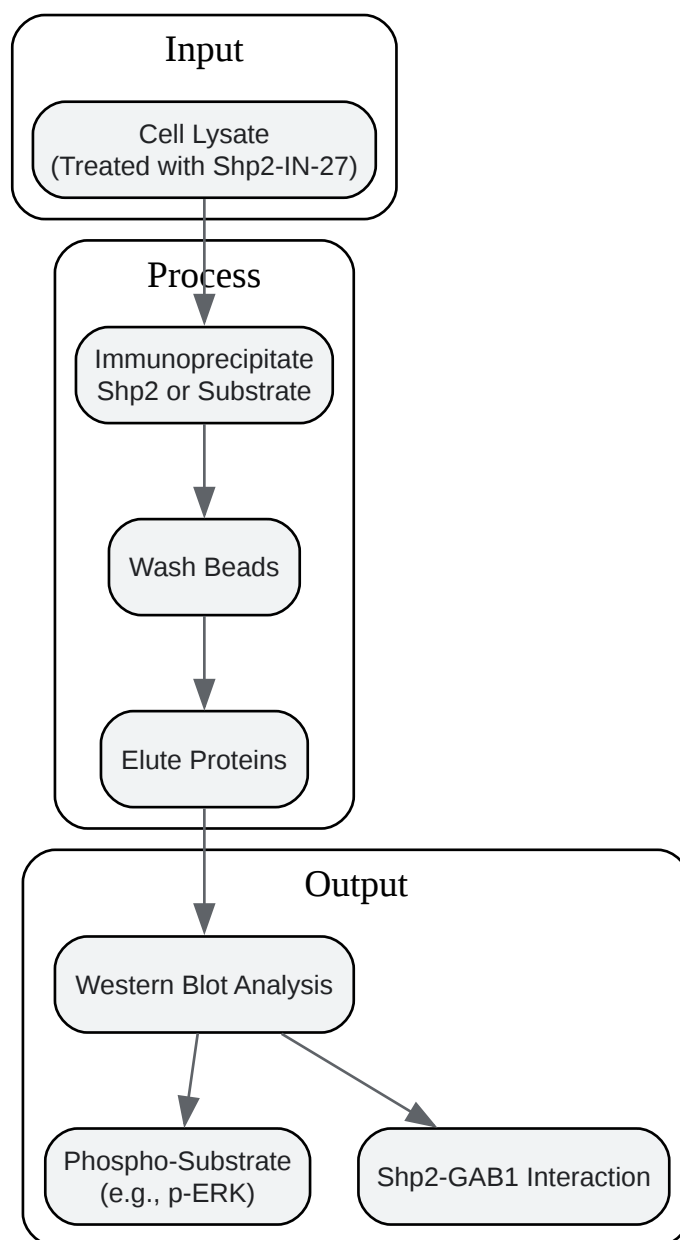 Input
Cell Lysate
(Treated with Shp2-IN-27)
Process
Immunoprecipitate
Shp2 or Substrate
Wash Beads
Elute Proteins
Output
Western Blot Analysis
Phospho-Substrate
(e.g., p-ERK)
Shp2-GAB1 Interaction